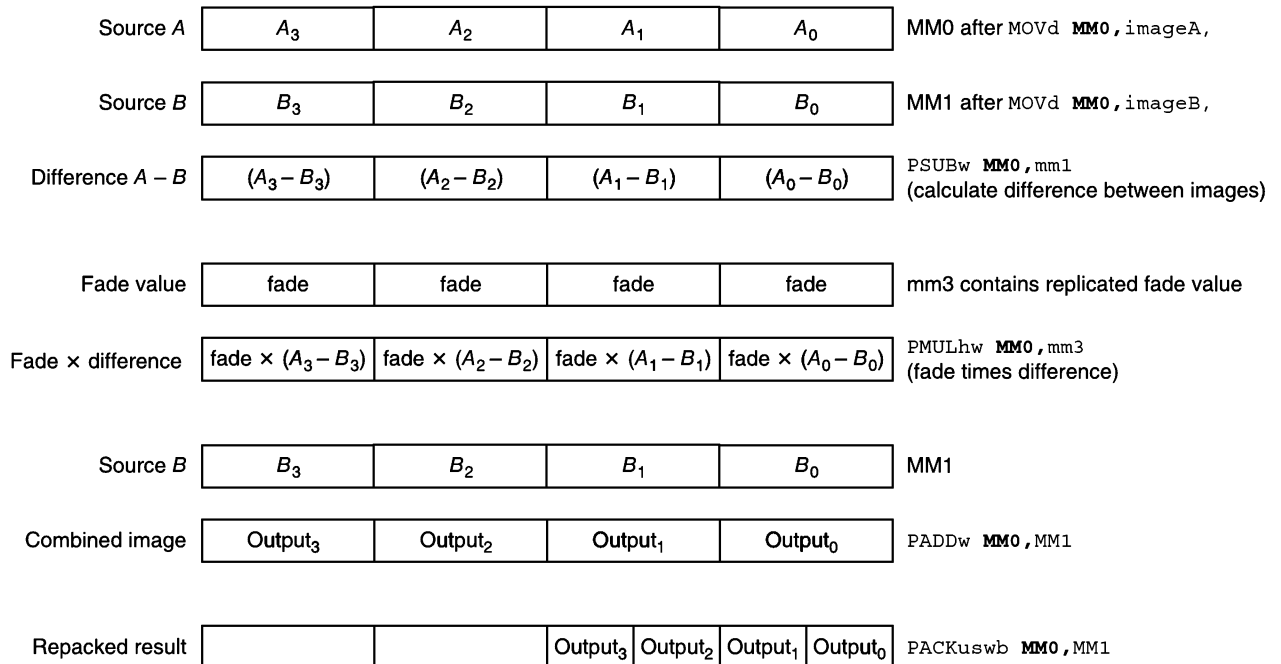 Source A A₃ A₂ A₁ A₀ MM0 after MOVd MM0,imageA,
Source B B₃ B₂ B₁ B₀ MM1 after MOVd MM0,imageB,
Difference A – B (A₃ – B₃) (A₂ – B₂) (A₁ – B₁) (A₀ – B₀) PSUBw MM0,mm1
(calculate difference between images)
Fade value fade fade fade fade mm3 contains replicated fade value
Fade × difference fade × (A₃ – B₃) fade × (A₂ – B₂) fade × (A₁ – B₁) fade × (A₀ – B₀) PMULhw MM0,mm3
(fade times difference)
Source B B₃ B₂ B₁ B₀ MM1
Combined image Output₃ Output₂ Output₁ Output₀ PADDw MM0,MM1
Repacked result Output₃ Output₂ Output₁ Output₀ PACKuswb MM0,MM1